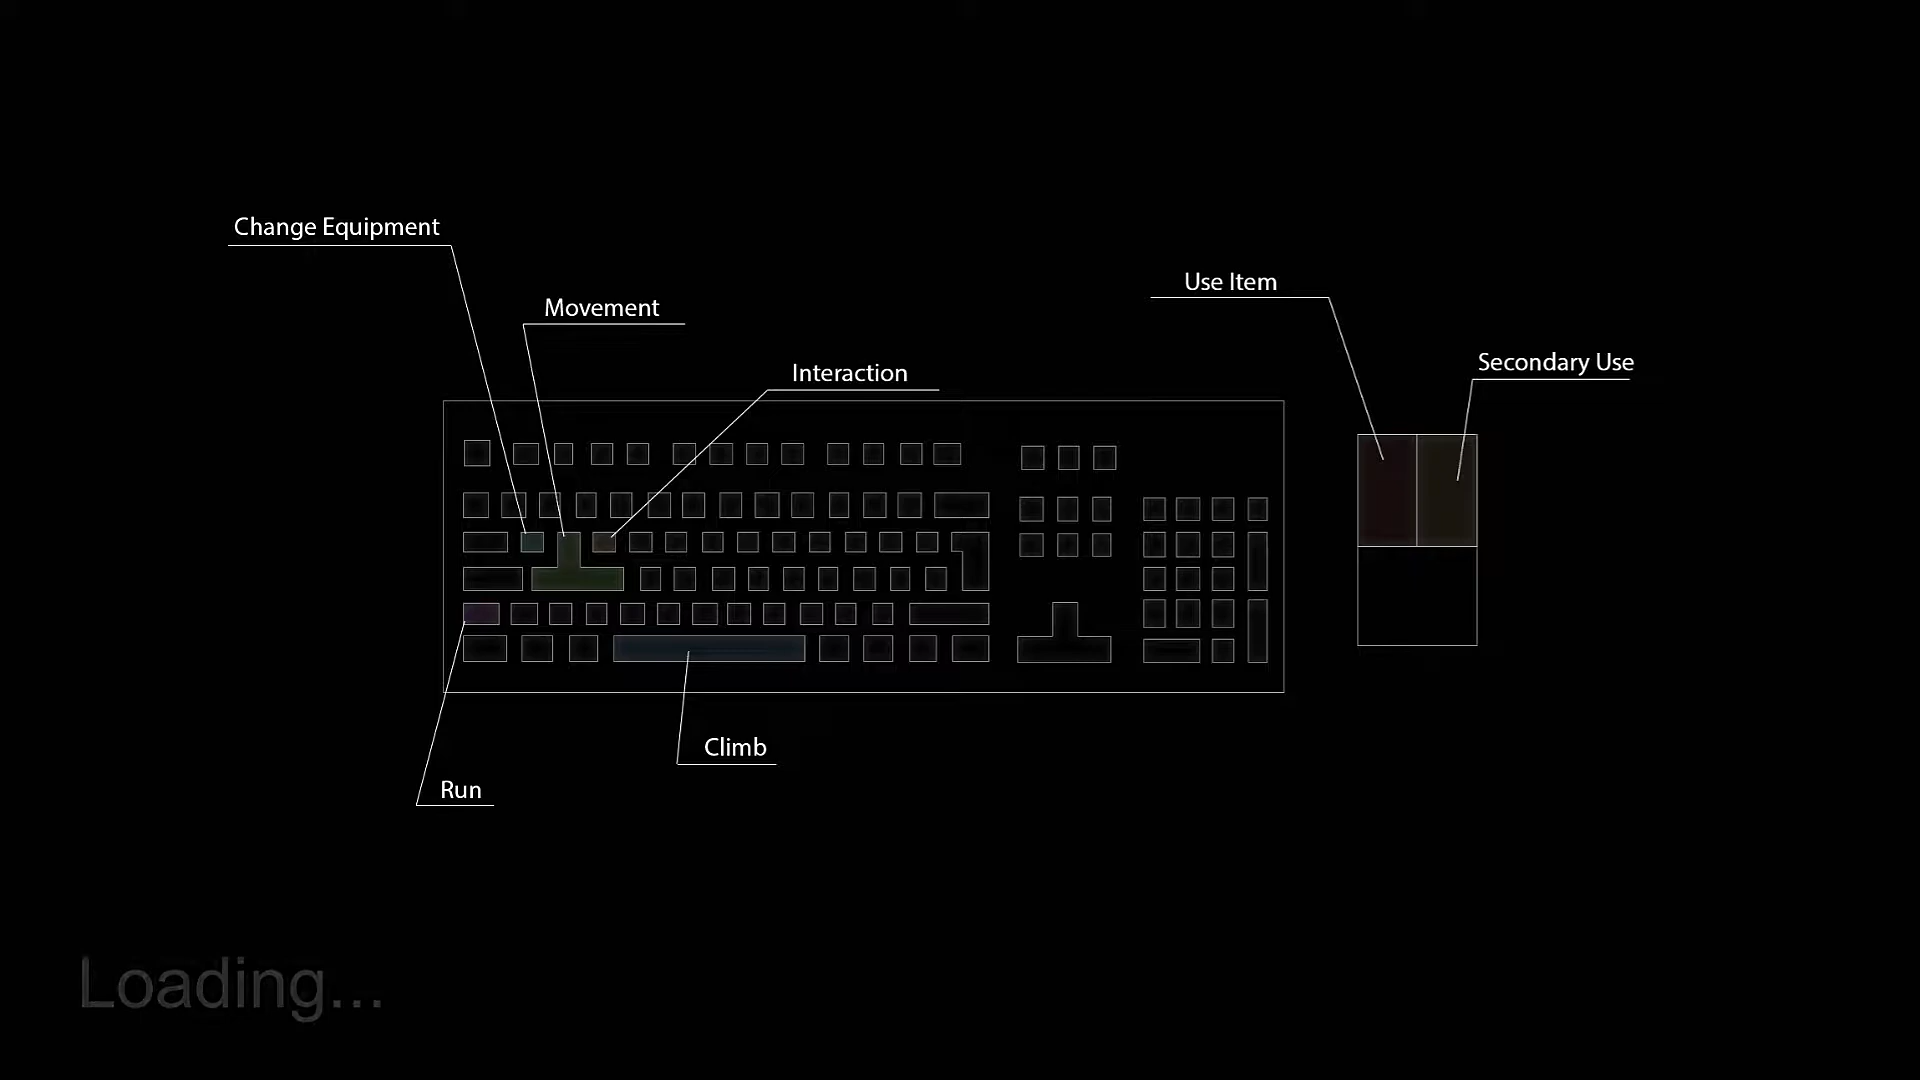 Change Equipment
Movement
Interaction
Use Item
Secondary Use
Climb
Run
Loading...